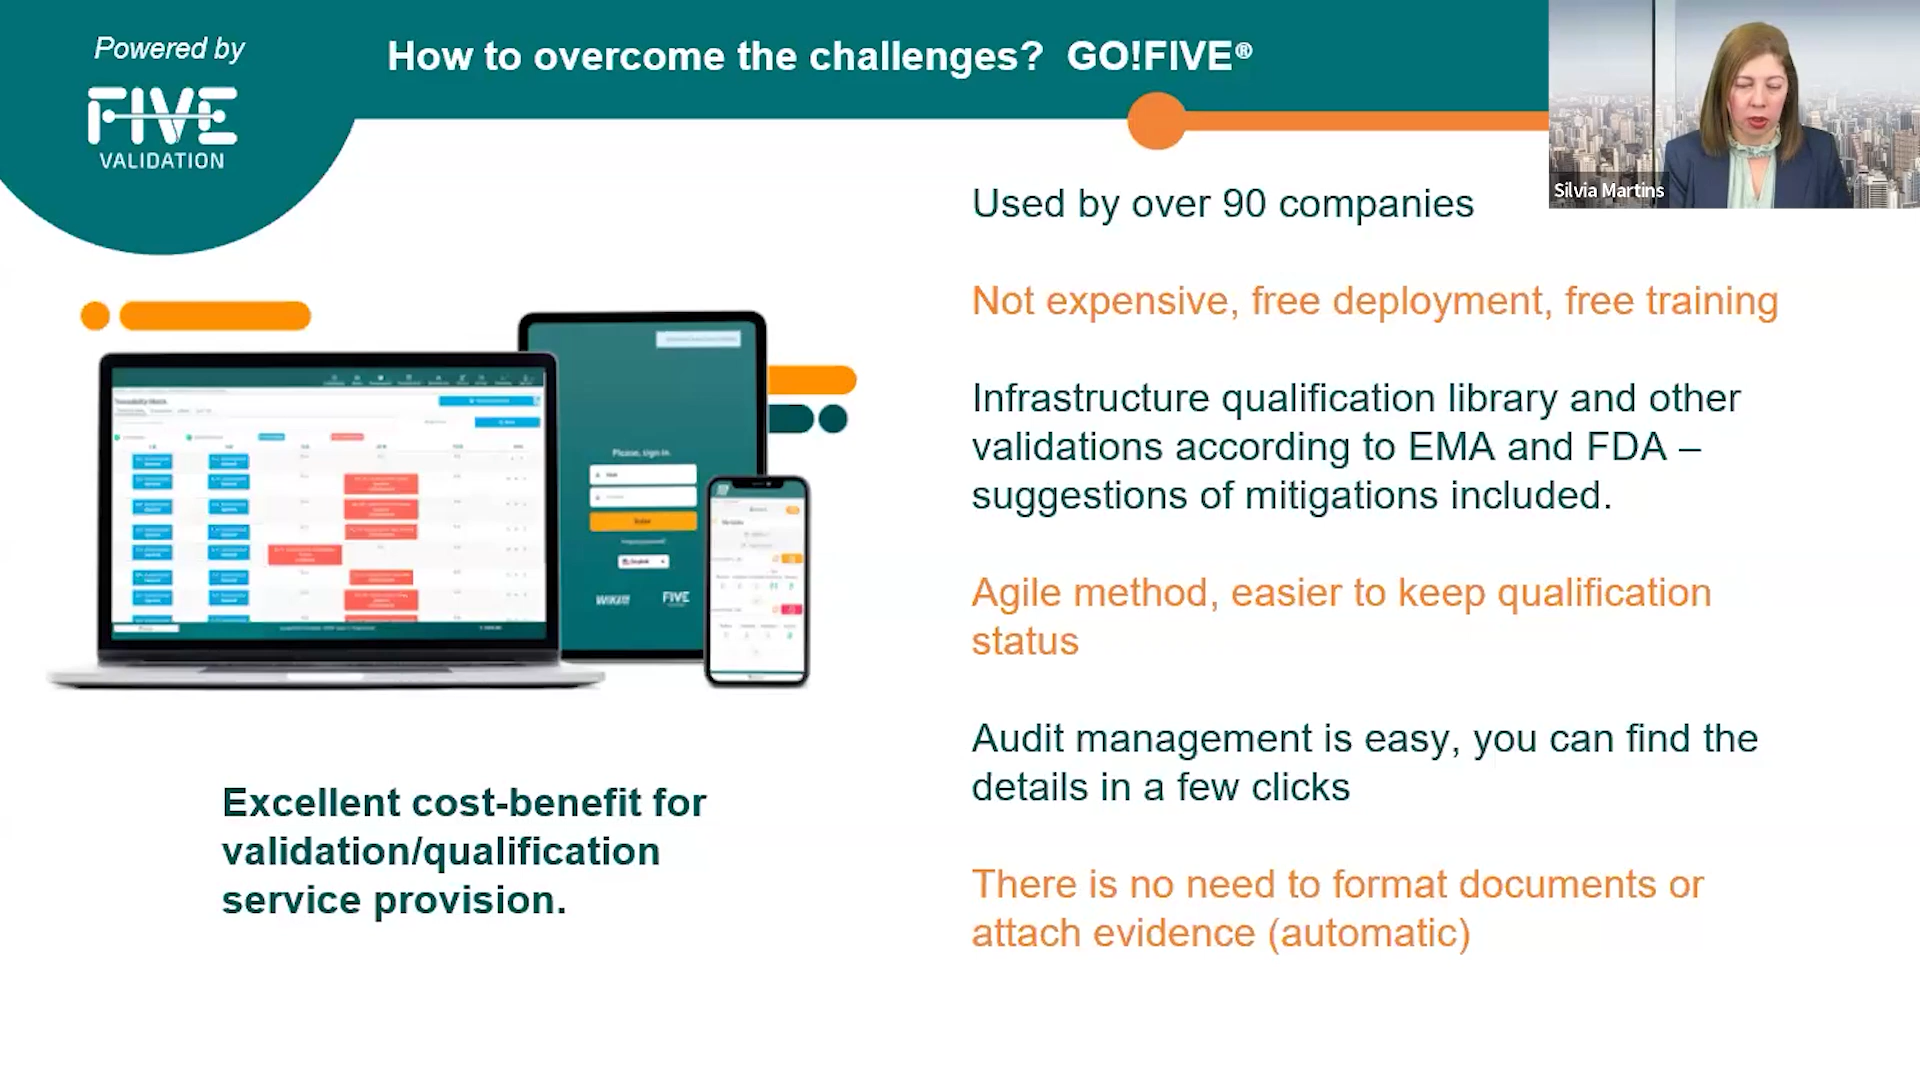 Powered by
FIVE
VALIDATION
How to overcome the challenges? GO!FIVE®
Silvia Martins
Used by over 90 companies
Not expensive, free deployment, free training
Infrastructure qualification library and other
validations according to EMA and FDA –
suggestions of mitigations included.
Agile method, easier to keep qualification
status
Audit management is easy, you can find the
details in a few clicks
There is no need to format documents or
attach evidence (automatic)
Please, sign in.
FIVE
Excellent cost-benefit for
validation/qualification
service provision.